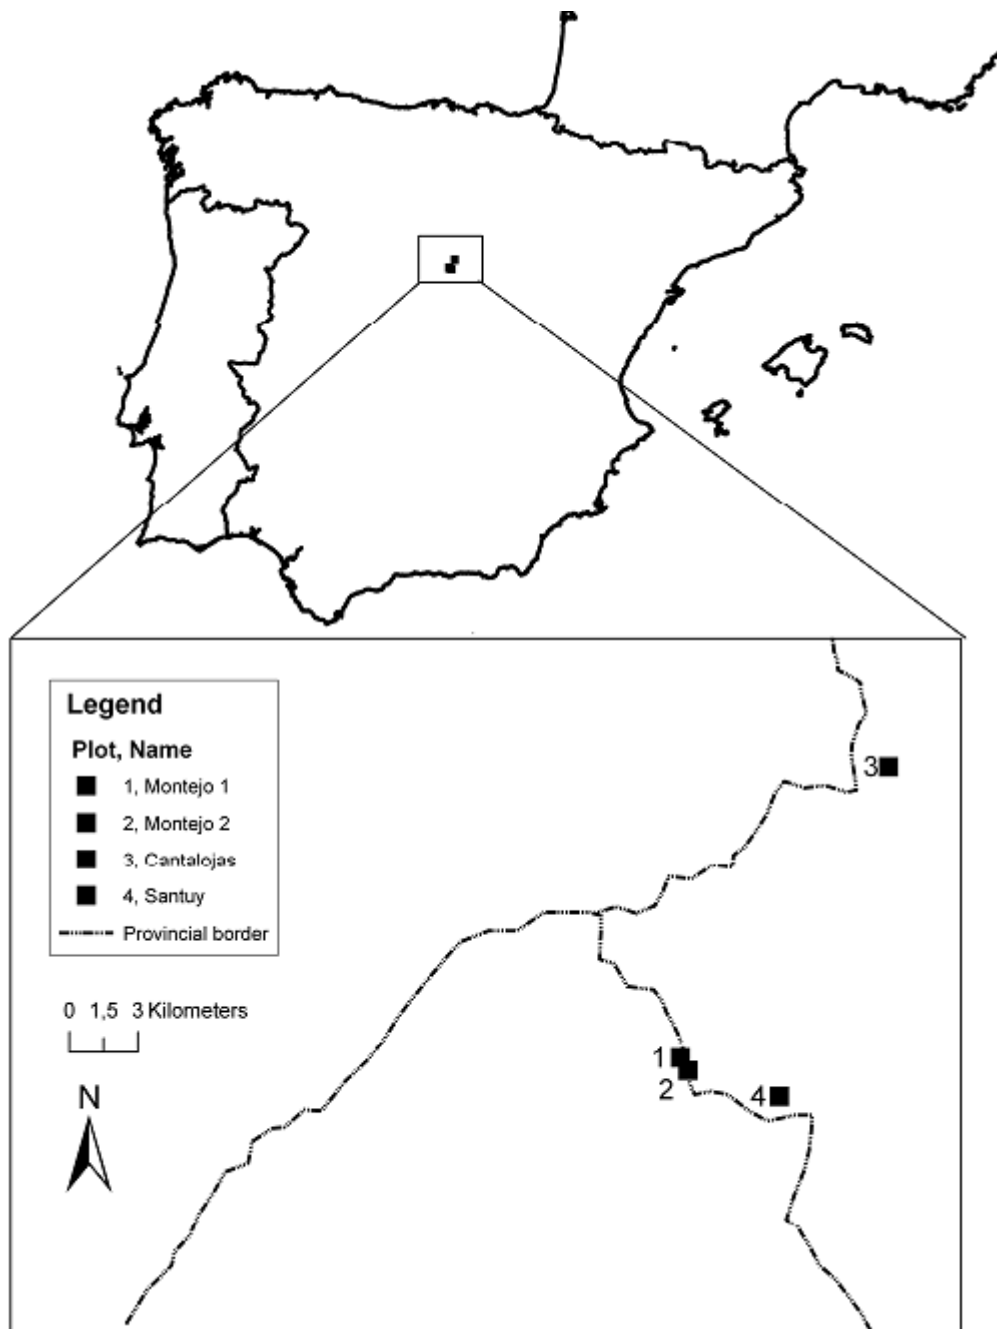 Legend
Plot, Name
1, Montejo 1
2, Montejo 2
3, Cantalojas
4, Santuy
Provincial border
0 1,5 3 Kilometers
N
3
1
2
4